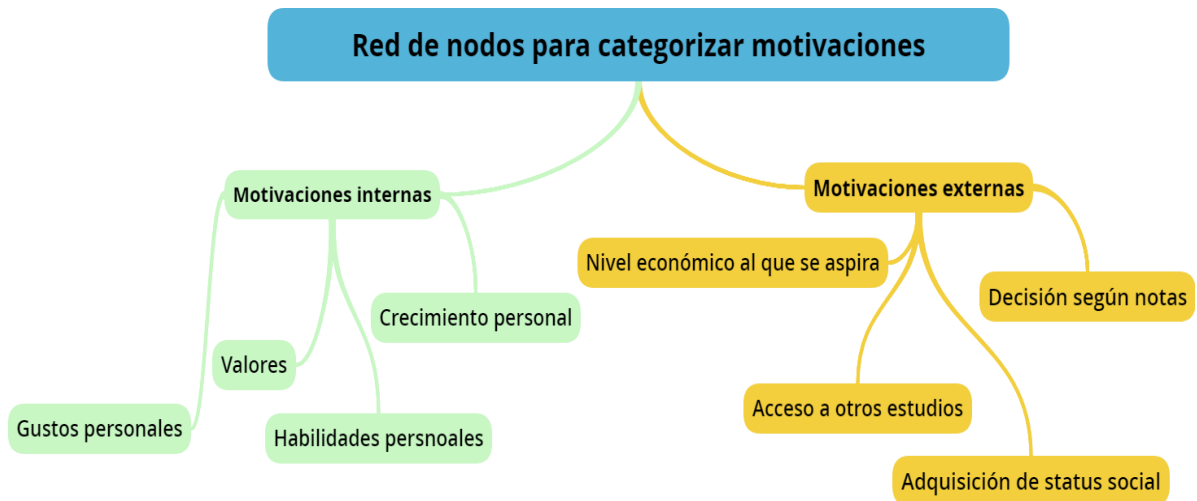 Red de nodos para categorizar motivaciones
Motivaciones internas
Gustos personales
Valores
Habilidades persnoales
Crecimiento personal
Motivaciones externas
Nivel económico al que se aspira
Acceso a otros estudios
Adquisición de status social
Decisión según notas